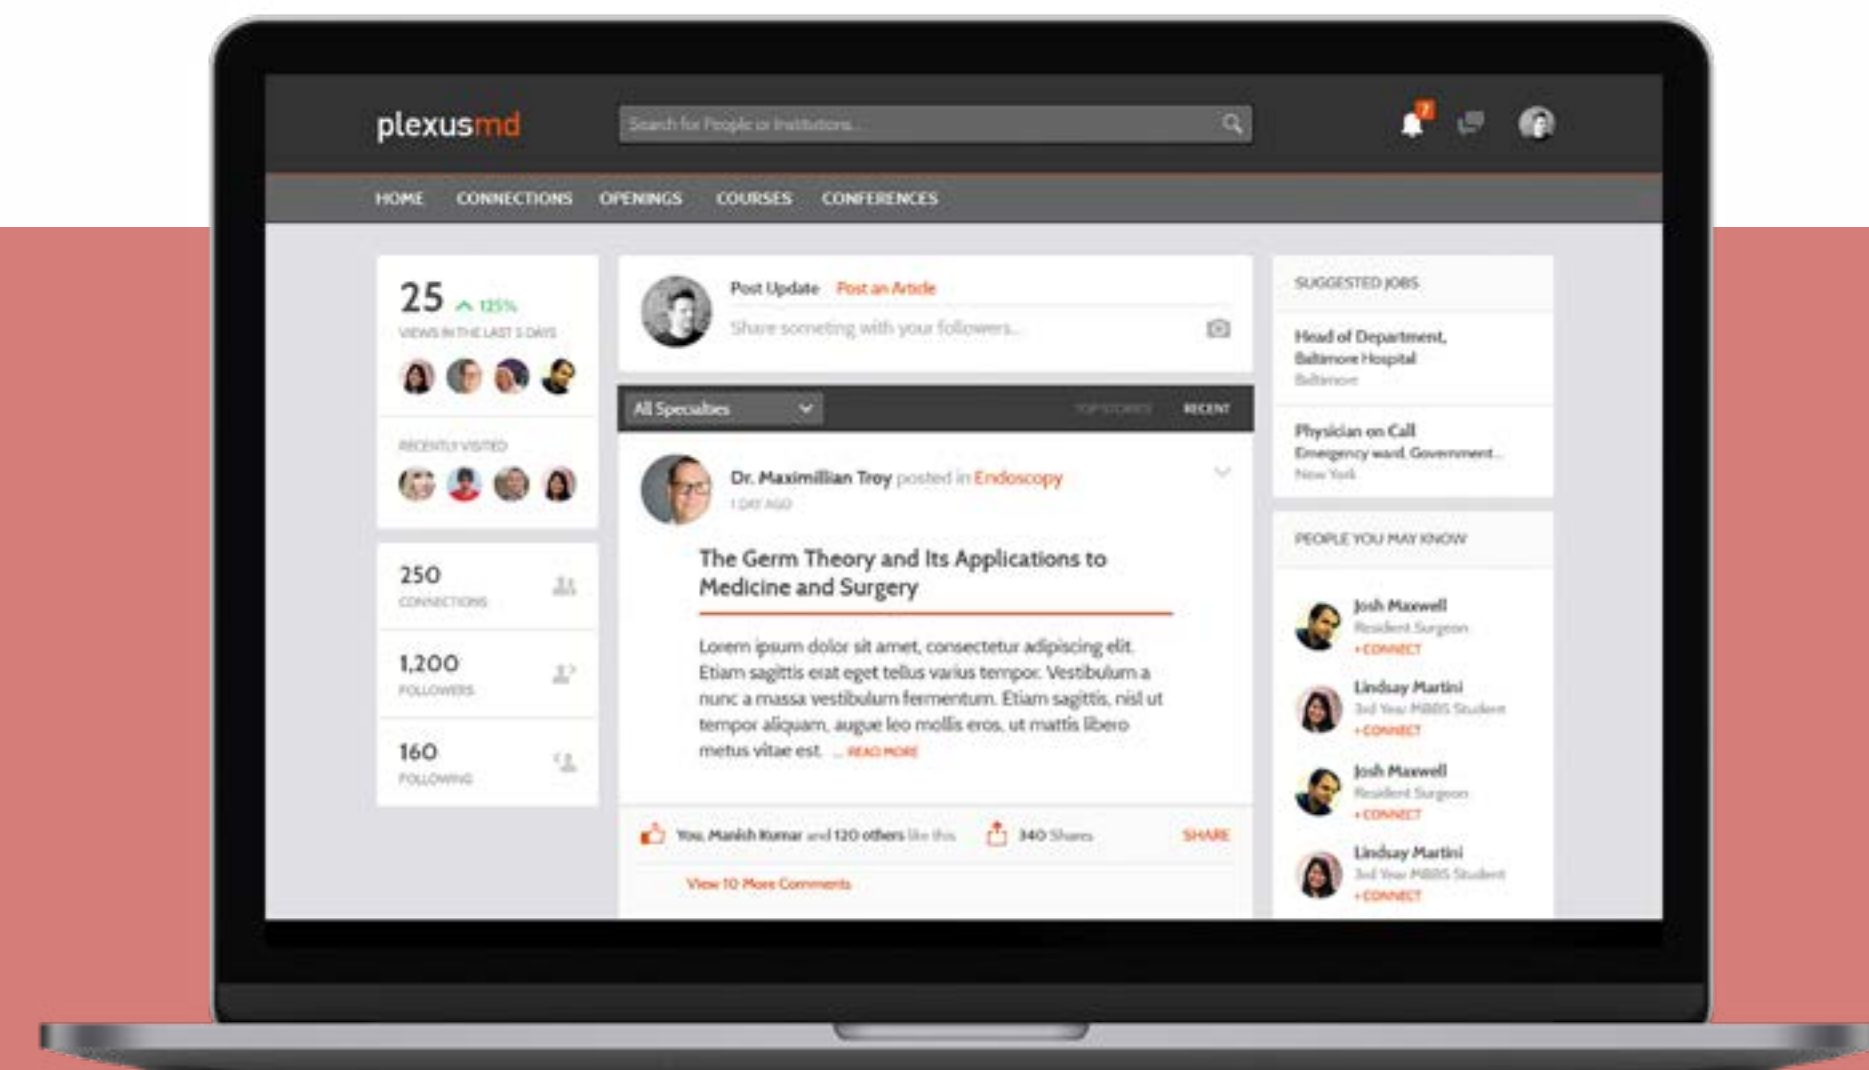 plexusmd
Search for People or Institutions...
7
HOME CONNECTIONS OPENINGS COURSES CONFERENCES
25 125%
VIEWS IN THE LAST 5 DAYS
RECENTLY VISITED
250
CONNECTIONS
1,200
FOLLOWERS
160
FOLLOWING
Post Update Post an Article
Share someting with your followers...
All Specialties TOP STORIES RECENT
Dr. Maximillian Troy posted in Endoscopy
1 DAY AGO
The Germ Theory and Its Applications to
Medicine and Surgery
Lorem ipsum dolor sit amet, consectetur adipiscing elit.
Etiam sagittis erat eget tellus varius tempor. Vestibulum a
nunc a massa vestibulum fermentum. Etiam sagittis, nisl ut
tempor aliquam, augue leo mollis eros, ut mattis libero
metus vitae est. ... READ MORE
You, Manish Kumar and 120 others like this 340 Shares SHARE
View 10 More Comments
SUGGESTED JOBS
Head of Department,
Baltimore Hospital
Baltimore
Physician on Call
Emergency ward, Government...
New York
PEOPLE YOU MAY KNOW
Josh Maxwell
Resident Surgeon
+ CONNECT
Lindsay Martini
3rd Year MBBS Student
+ CONNECT
Josh Maxwell
Resident Surgeon
+ CONNECT
Lindsay Martini
3rd Year MBBS Student
+ CONNECT